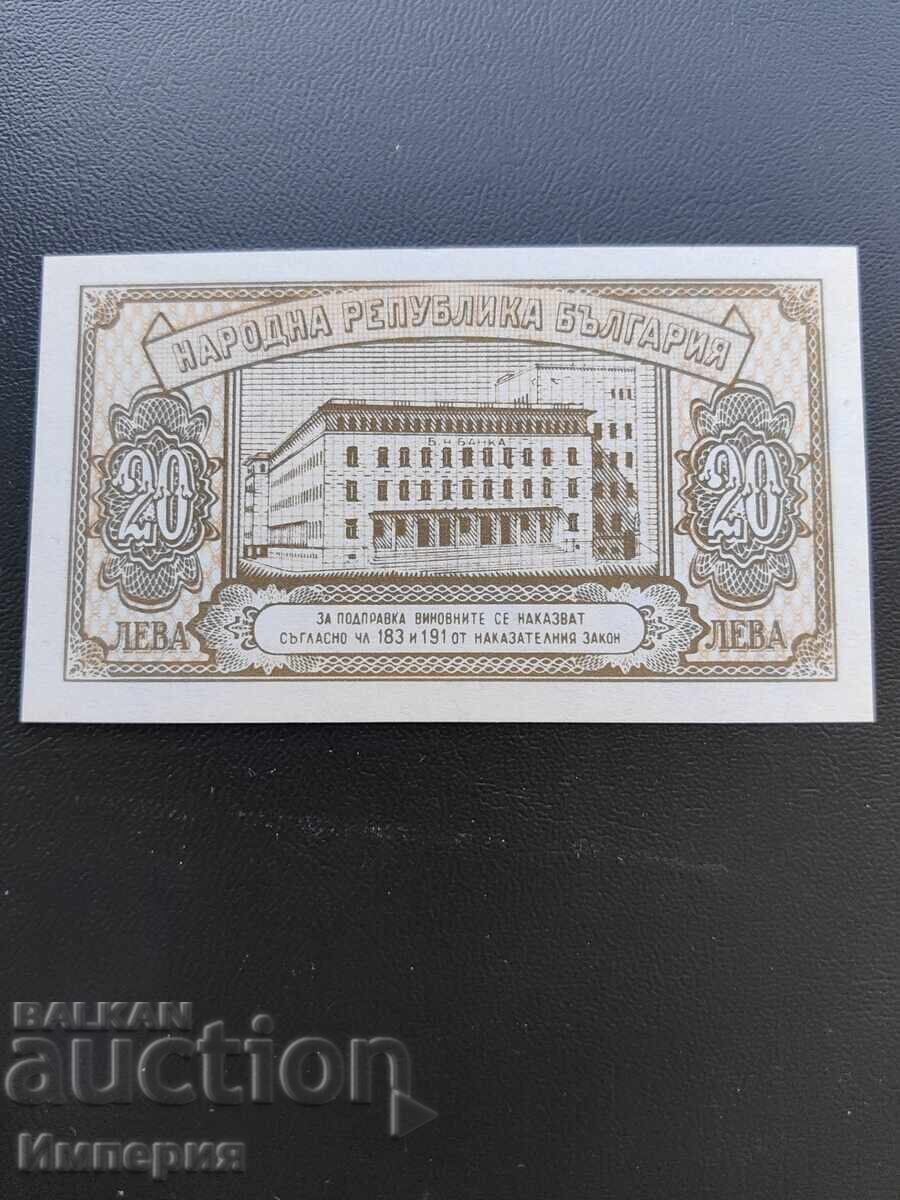 НАРОДНА РЕПУБЛИКА БЪЛГАРИЯ
Б. Н БАНКА
20
20
ЛЕВА
ЛЕВА
ЗА ПОДПРАВКА ВИНОВНИТЕ СЕ НАКАЗВАТ
СЪГЛАСНО ЧЛ 183 И 191 ОТ НАКАЗАТЕЛНИЯ ЗАКОН
BALKAN
auction
Империя